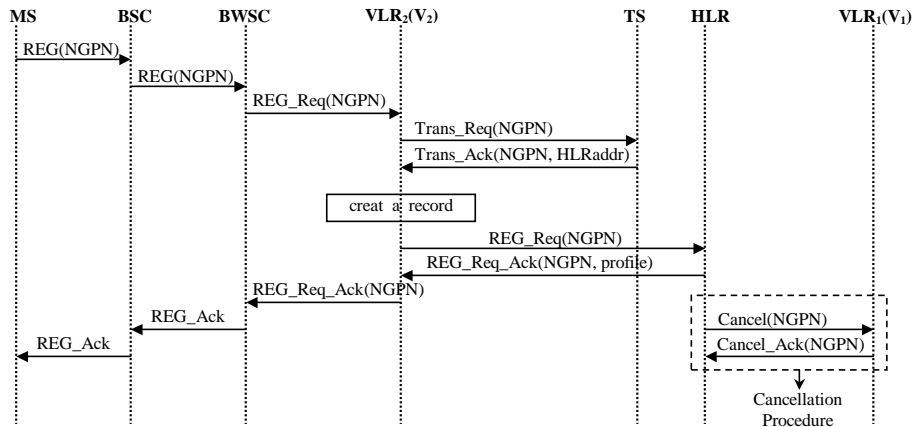 MS BSC BWSC VLR₂(V₂) TS HLR VLR₁(V₁)
REG(NGPN)
REG(NGPN)
REG_Req(NGPN)
Trans_Req(NGPN)
Trans_Ack(NGPN, HLRaddr)
creat a record
REG_Req(NGPN)
REG_Req_Ack(NGPN, profile)
REG_Req_Ack(NGPN)
REG_Ack
Cancel(NGPN)
REG_Ack
Cancel_Ack(NGPN)
Cancellation
Procedure